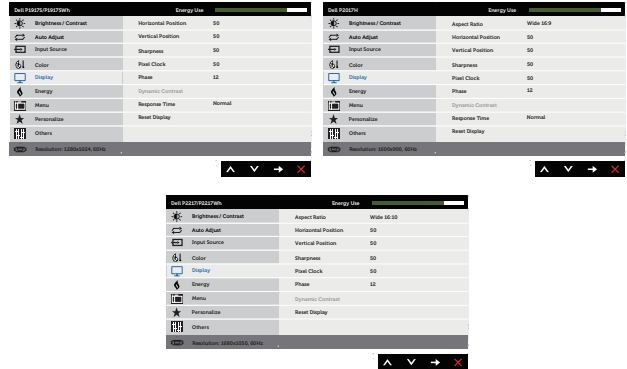 Dell P1917S/P1917SWh Energy Use
Brightness / Contrast Horizontal Position 50
Auto Adjust Vertical Position 50
Input Source Sharpness 50
Color Pixel Clock 50
Display Phase 12
Energy Dynamic Contrast
Menu Response Time Normal
Personalize Reset Display
Others
Resolution: 1280x1024, 60Hz
Dell P2017H Energy Use
Brightness / Contrast Aspect Ratio Wide 16:9
Auto Adjust Horizontal Position 50
Input Source Vertical Position 50
Color Sharpness 50
Display Pixel Clock 50
Energy Phase 12
Menu Dynamic Contrast
Personalize Response Time Normal
Others Reset Display
Resolution: 1600x900, 60Hz
Dell P2217/P2217Wh Energy Use
Brightness / Contrast Aspect Ratio Wide 16:10
Auto Adjust Horizontal Position 50
Input Source Vertical Position 50
Color Sharpness 50
Display Pixel Clock 50
Energy Phase 12
Menu Dynamic Contrast
Personalize Reset Display
Others
Resolution: 1680x1050, 60Hz